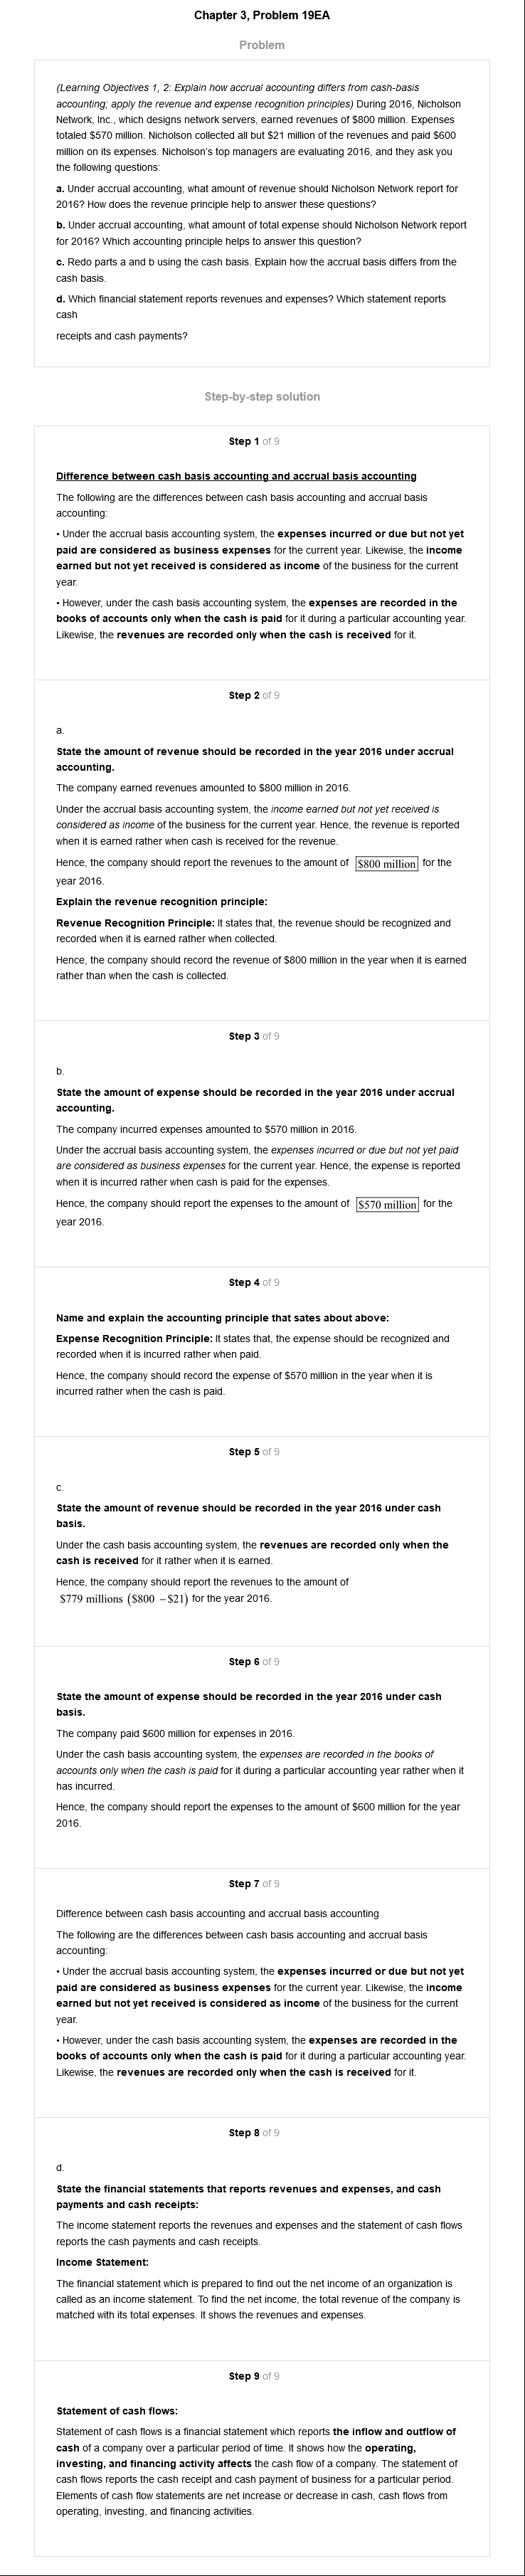 Chapter 3, Problem 19EA
Problem
(Learning Objectives 1, 2: Explain how accrual accounting differs from cash-basis
accounting; apply the revenue and expense recognition principles) During 2016, Nicholson
Network, Inc., which designs network servers, earned revenues of $800 million. Expenses
totaled $570 million. Nicholson collected all but $21 million of the revenues and paid $600
million on its expenses. Nicholson's top managers are evaluating 2016, and they ask you
the following questions:
a. Under accrual accounting, what amount of revenue should Nicholson Network report for
2016? How does the revenue principle help to answer these questions?
b. Under accrual accounting, what amount of total expense should Nicholson Network report
for 2016? Which accounting principle helps to answer this question?
c. Redo parts a and b using the cash basis. Explain how the accrual basis differs from the
cash basis.
d. Which financial statement reports revenues and expenses? Which statement reports
cash
receipts and cash payments?
Step-by-step solution
Step 1 of 9
Difference between cash basis accounting and accrual basis accounting
The following are the differences between cash basis accounting and accrual basis
accounting:
• Under the accrual basis accounting system, the expenses incurred or due but not yet
paid are considered as business expenses for the current year. Likewise, the income
earned but not yet received is considered as income of the business for the current
year.
• However, under the cash basis accounting system, the expenses are recorded in the
books of accounts only when the cash is paid for it during a particular accounting year.
Likewise, the revenues are recorded only when the cash is received for it.
Step 2 of 9
a.
State the amount of revenue should be recorded in the year 2016 under accrual
accounting.
The company earned revenues amounted to $800 million in 2016.
Under the accrual basis accounting system, the income earned but not yet received is
considered as income of the business for the current year. Hence, the revenue is reported
when it is earned rather when cash is received for the revenue.
Hence, the company should report the revenues to the amount of $800 million for the
year 2016.
Explain the revenue recognition principle:
Revenue Recognition Principle: It states that, the revenue should be recognized and
recorded when it is earned rather when collected.
Hence, the company should record the revenue of $800 million in the year when it is earned
rather than when the cash is collected.
Step 3 of 9
b.
State the amount of expense should be recorded in the year 2016 under accrual
accounting.
The company incurred expenses amounted to $570 million in 2016.
Under the accrual basis accounting system, the expenses incurred or due but not yet paid
are considered as business expenses for the current year. Hence, the expense is reported
when it is incurred rather when cash is paid for the expenses.
Hence, the company should report the expenses to the amount of $570 million for the
year 2016.
Step 4 of 9
Name and explain the accounting principle that sates about above:
Expense Recognition Principle: It states that, the expense should be recognized and
recorded when it is incurred rather when paid.
Hence, the company should record the expense of $570 million in the year when it is
incurred rather when the cash is paid.
Step 5 of 9
c.
State the amount of revenue should be recorded in the year 2016 under cash
basis.
Under the cash basis accounting system, the revenues are recorded only when the
cash is received for it rather when it is earned.
Hence, the company should report the revenues to the amount of
$779 millions ($800 – $21) for the year 2016.
Step 6 of 9
State the amount of expense should be recorded in the year 2016 under cash
basis.
The company paid $600 million for expenses in 2016.
Under the cash basis accounting system, the expenses are recorded in the books of
accounts only when the cash is paid for it during a particular accounting year rather when it
has incurred.
Hence, the company should report the expenses to the amount of $600 million for the year
2016.
Step 7 of 9
Difference between cash basis accounting and accrual basis accounting
The following are the differences between cash basis accounting and accrual basis
accounting:
• Under the accrual basis accounting system, the expenses incurred or due but not yet
paid are considered as business expenses for the current year. Likewise, the income
earned but not yet received is considered as income of the business for the current
year.
• However, under the cash basis accounting system, the expenses are recorded in the
books of accounts only when the cash is paid for it during a particular accounting year.
Likewise, the revenues are recorded only when the cash is received for it.
Step 8 of 9
d.
State the financial statements that reports revenues and expenses, and cash
payments and cash receipts:
The income statement reports the revenues and expenses and the statement of cash flows
reports the cash payments and cash receipts.
Income Statement:
The financial statement which is prepared to find out the net income of an organization is
called as an income statement. To find the net income, the total revenue of the company is
matched with its total expenses. It shows the revenues and expenses.
Step 9 of 9
Statement of cash flows:
Statement of cash flows is a financial statement which reports the inflow and outflow of
cash of a company over a particular period of time. It shows how the operating,
investing, and financing activity affects the cash flow of a company. The statement of
cash flows reports the cash receipt and cash payment of business for a particular period.
Elements of cash flow statements are net increase or decrease in cash, cash flows from
operating, investing, and financing activities.